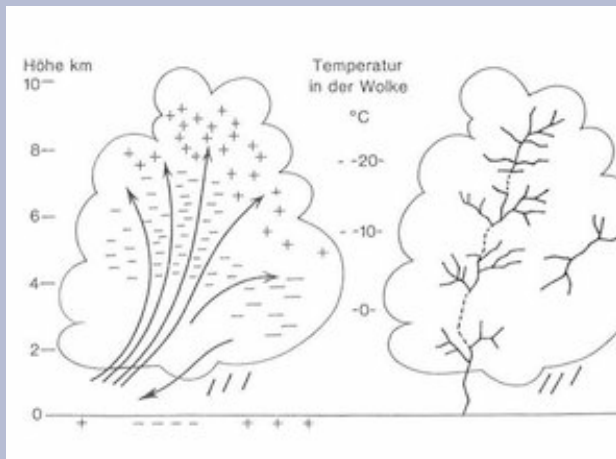 Höhe km
10
8
6
4
2
0
Temperatur
in der Wolke
°C
-20-
-10-
-0-